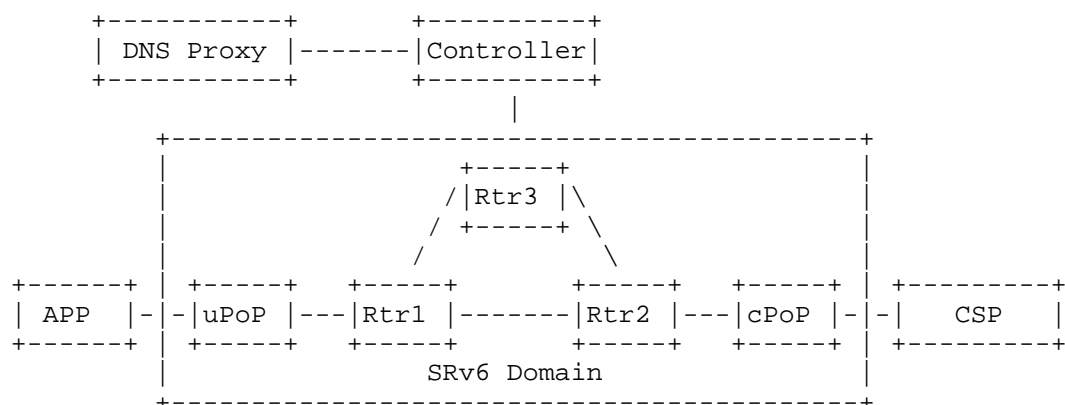 DNS Proxy Controller
Rtr3
APP uPoP Rtr1 Rtr2 cPoP CSP
SRv6 Domain